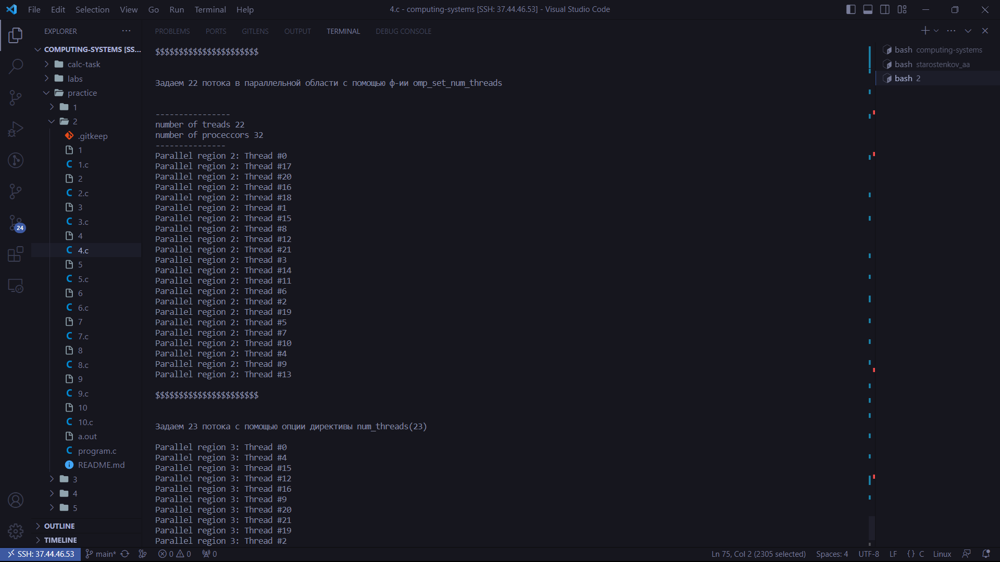 File Edit Selection View Go Run Terminal Help
4.c - computing-systems [SSH: 37.44.46.53] - Visual Studio Code
EXPLORER
COMPUTING-SYSTEMS [SS...
calc-task
labs
practice
1
2
.gitkeep
1
1.c
2
2.c
3
3.c
4
4.c
5
5.c
6
6.c
7
7.c
8
8.c
9
9.c
10
10.c
a.out
program.c
README.md
3
4
5
OUTLINE
TIMELINE
24
PROBLEMS PORTS GITLENS OUTPUT TERMINAL DEBUG CONSOLE
$$$$$$$$$$$$$$$$$$$$$$
Задаем 22 потока в параллельной области с помощью ф-ии omp_set_num_threads
----------------
number of treads 22
number of proceccors 32
---------------
Parallel region 2: Thread #0
Parallel region 2: Thread #17
Parallel region 2: Thread #20
Parallel region 2: Thread #16
Parallel region 2: Thread #18
Parallel region 2: Thread #1
Parallel region 2: Thread #15
Parallel region 2: Thread #8
Parallel region 2: Thread #12
Parallel region 2: Thread #21
Parallel region 2: Thread #3
Parallel region 2: Thread #14
Parallel region 2: Thread #11
Parallel region 2: Thread #6
Parallel region 2: Thread #2
Parallel region 2: Thread #19
Parallel region 2: Thread #5
Parallel region 2: Thread #7
Parallel region 2: Thread #10
Parallel region 2: Thread #4
Parallel region 2: Thread #9
Parallel region 2: Thread #13
$$$$$$$$$$$$$$$$$$$$$$
Задаем 23 потока с помощью опции директивы num_threads(23)
Parallel region 3: Thread #0
Parallel region 3: Thread #4
Parallel region 3: Thread #15
Parallel region 3: Thread #12
Parallel region 3: Thread #16
Parallel region 3: Thread #9
Parallel region 3: Thread #20
Parallel region 3: Thread #21
Parallel region 3: Thread #19
Parallel region 3: Thread #2
bash computing-systems
bash starostenkov_aa
bash 2
SSH: 37.44.46.53 main* 0 0 0 Ln 75, Col 2 (2305 selected) Spaces: 4 UTF-8 LF {} C Linux